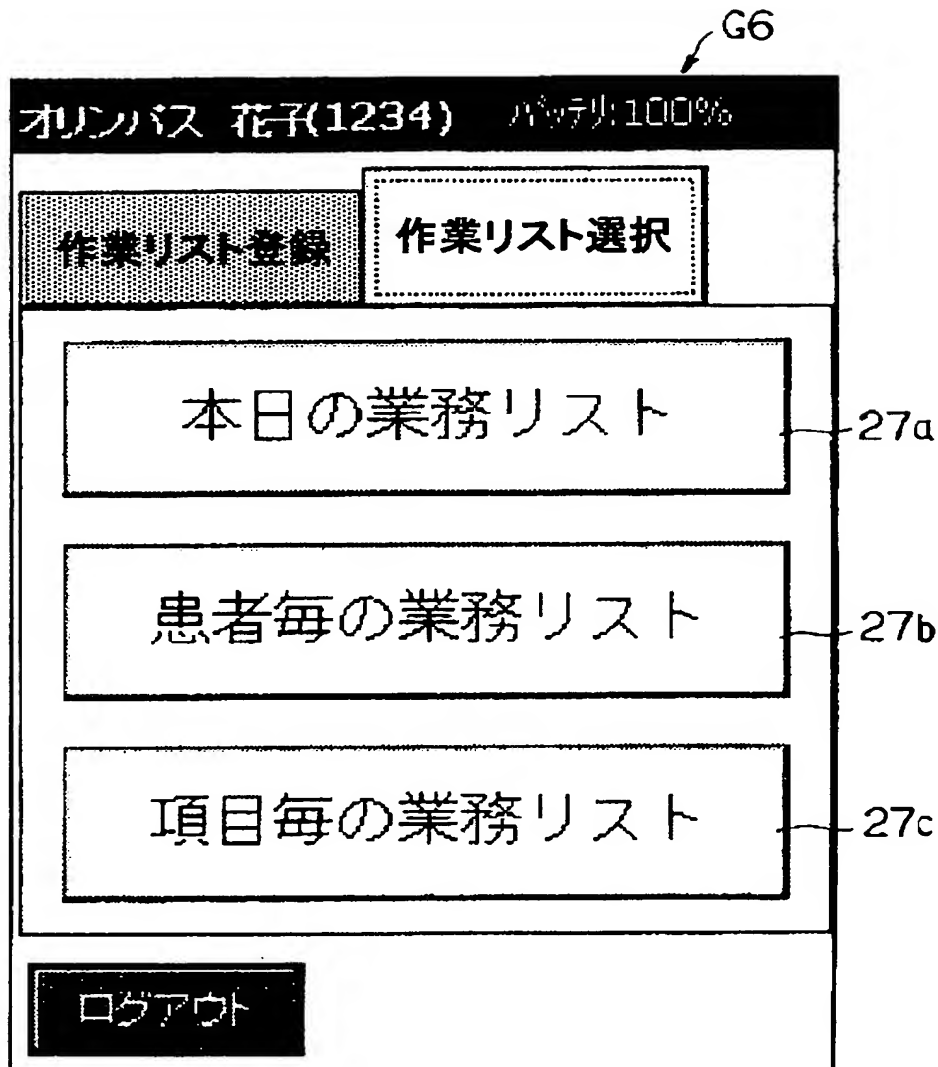 G6
オリンパス 花子(1234) バッテリ:100%
作業リスト登録 作業リスト選択
本日の業務リスト 27a
患者毎の業務リスト 27b
項目毎の業務リスト 27c
ログアウト